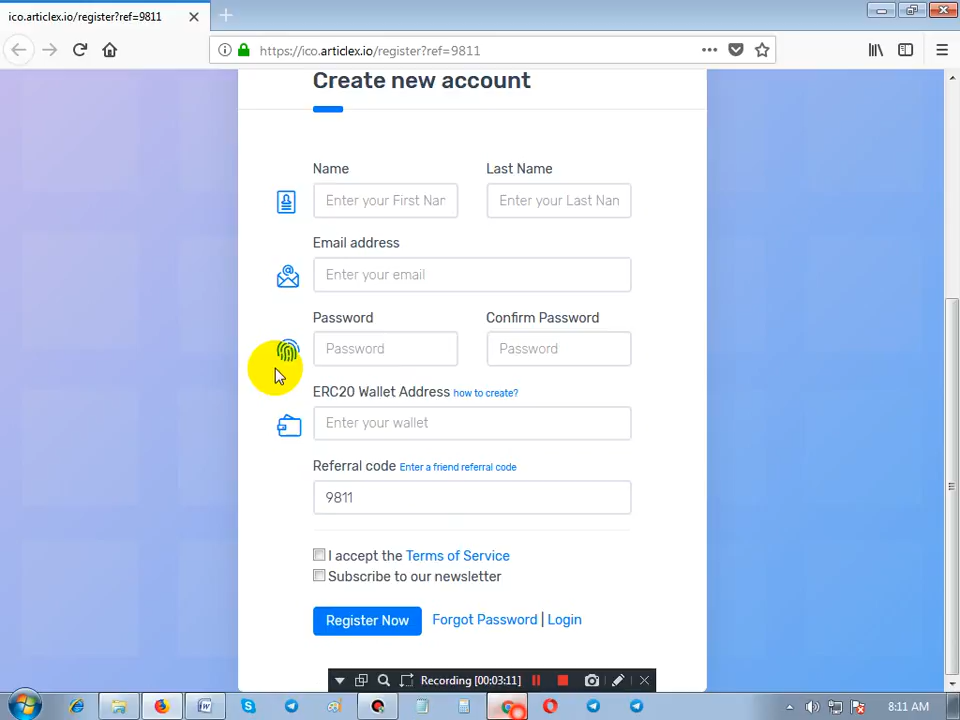 ico.articlex.io/register?ref=9811
https://ico.articlex.io/register?ref=9811
Create new account
Name Last Name
Enter your First Nar Enter your Last Nan
Email address
Enter your email
Password Confirm Password
Password Password
ERC20 Wallet Address how to create?
Enter your wallet
Referral code Enter a friend referral code
9811
I accept the Terms of Service
Subscribe to our newsletter
Register Now Forgot Password | Login
Recording [00:03:11]
8:11 AM